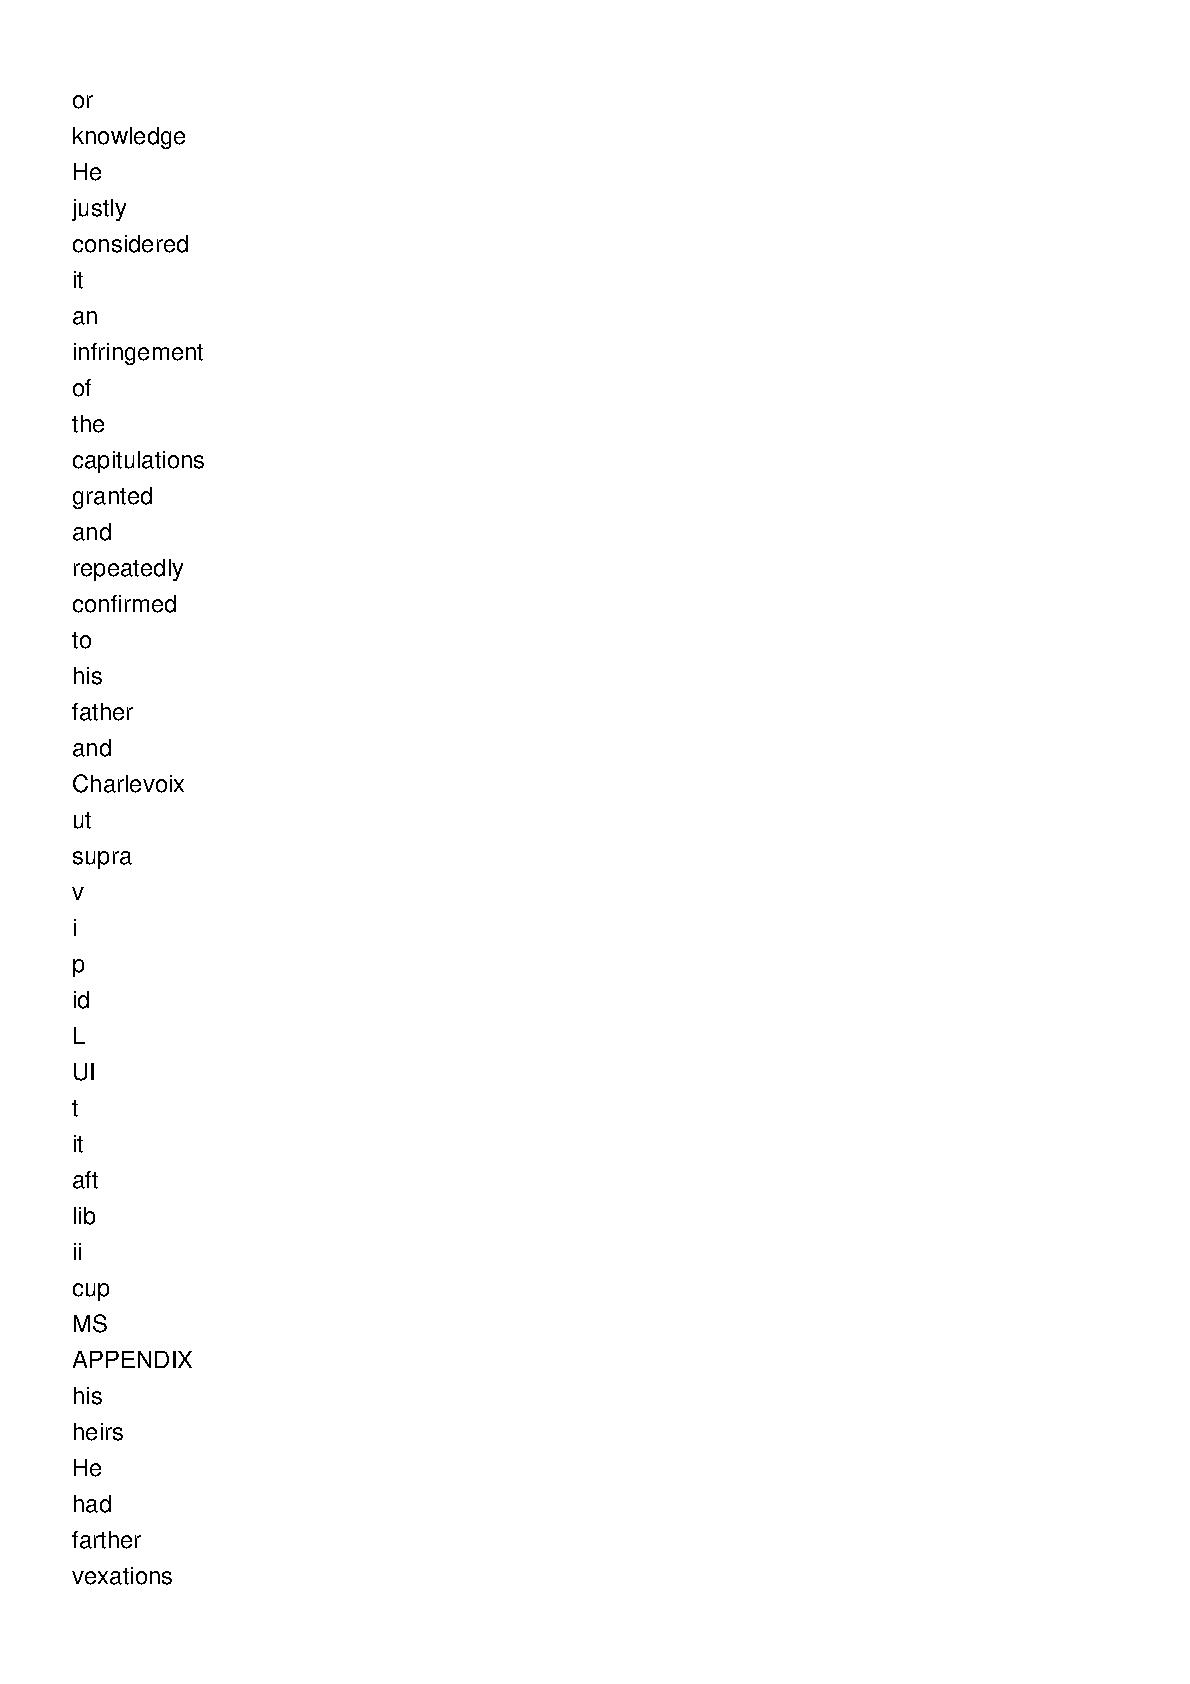 or
knowledge
He
justly
considered
it
an
infringement
of
the
capitulations
granted
and
repeatedly
confirmed
to
his
father
and
Charlevoix
ut
supra
v
i
p
id
L
UI
t
it
aft
lib
ii
cup
MS
APPENDIX
his
heirs
He
had
farther
vexations